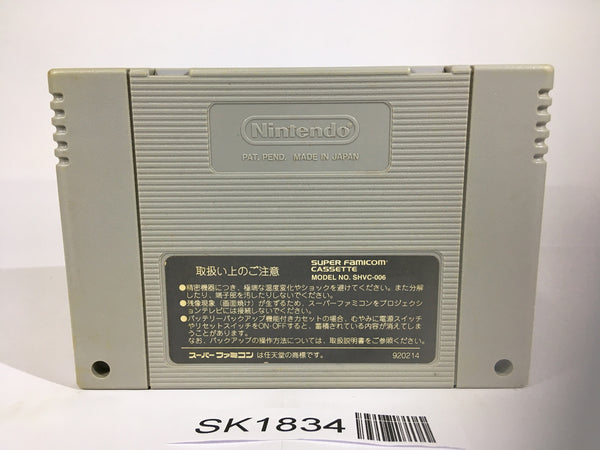 Nintendo
PAT. PEND. MADE IN JAPAN
取扱い上のご注意
SUPER FAMICOM
CASSETTE
MODEL NO. SHVC-006
●精密機器につき、極端な温度変化やショックを避けてください。また分解
したり、端子部を汚したりしないでください。
●残像現象（画面焼け）が生ずるため、スーパーファミコンをプロジェクシ
ョンテレビには接続しないでください。
●バッテリーバックアップ機能付きカセットの場合、むやみに電源スイッチ
やリセットスイッチをON-OFFすると、蓄積されている内容が消えてしま
うことがあります。
なお、バックアップの操作方法については、取扱説明書をご参照ください。
スーパーファミコン は任天堂の商標です。
920214
SK1834